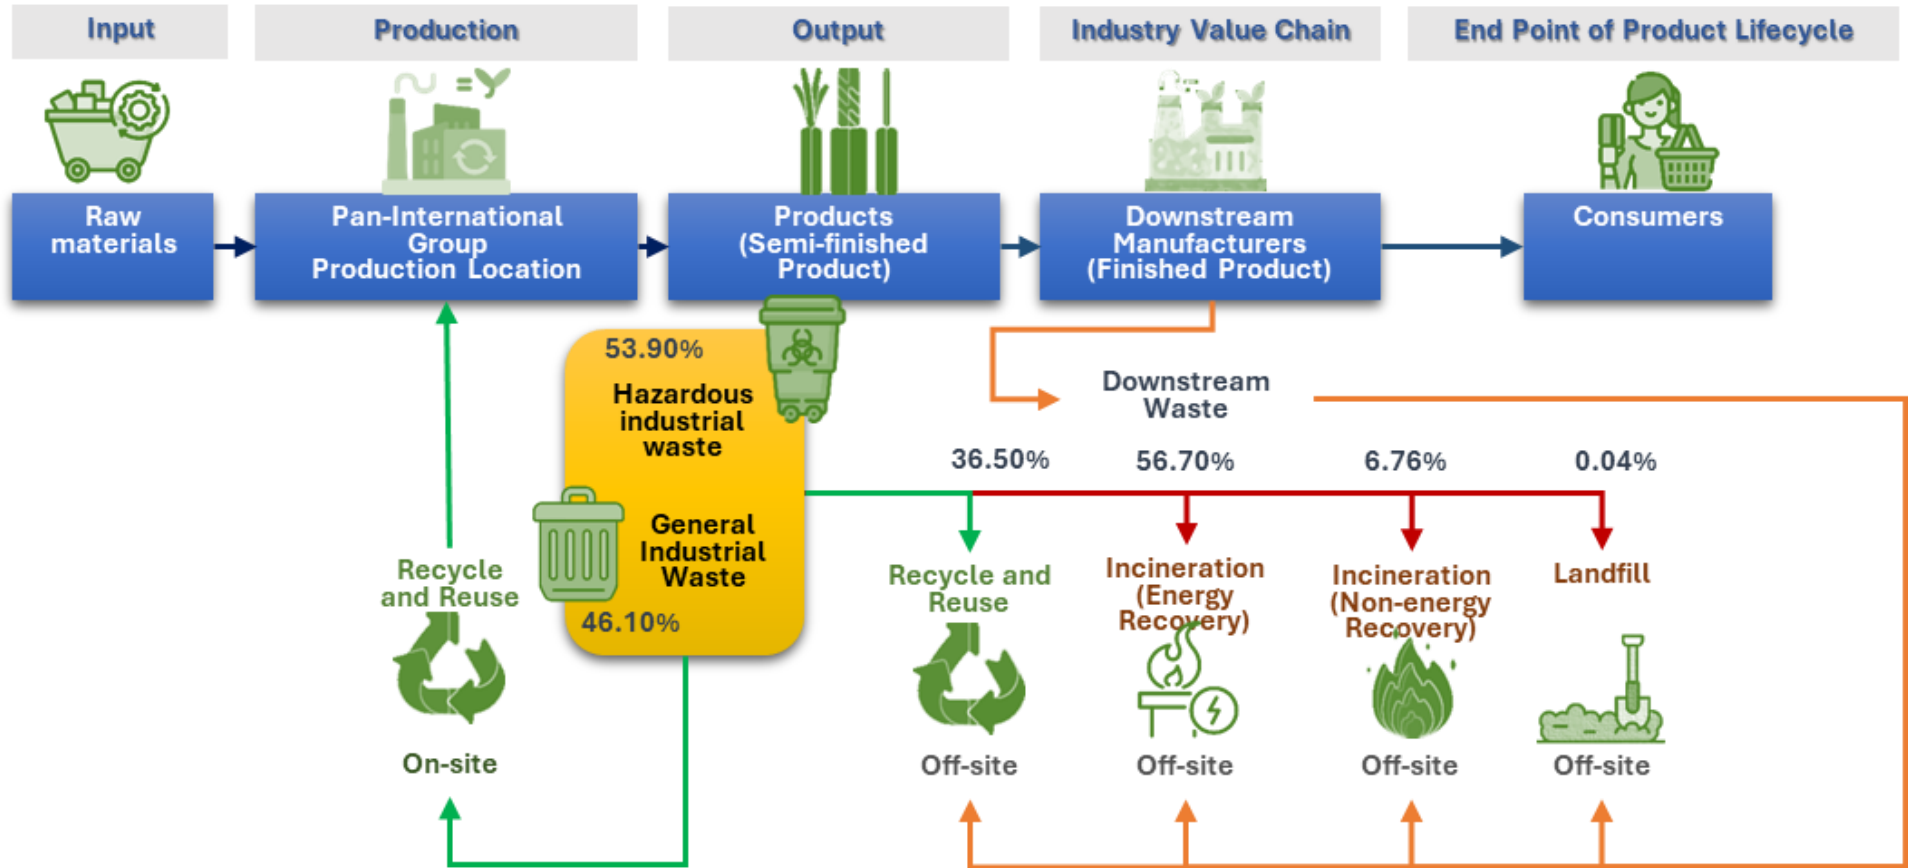 Input
Production
Output
Industry Value Chain
End Point of Product Lifecycle
Raw
materials
Pan-International
Group
Production Location
Products
(Semi-finished
Product)
Downstream
Manufacturers
(Finished Product)
Consumers
53.90%
Hazardous
industrial
waste
General
Industrial
Waste
46.10%
Downstream
Waste
36.50%
56.70%
6.76%
0.04%
Recycle
and Reuse
On-site
Recycle and
Reuse
Off-site
Incineration
(Energy
Recovery)
Off-site
Incineration
(Non-energy
Recovery)
Off-site
Landfill
Off-site